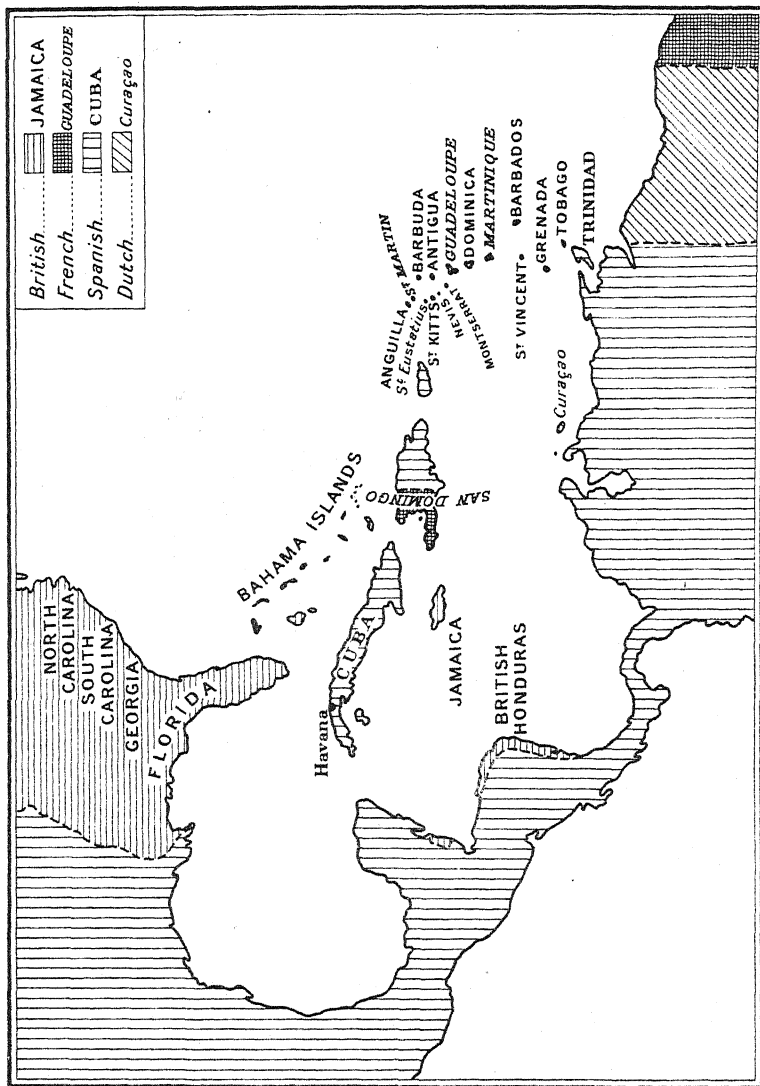 British........ JAMAICA
French........ GUADELOUPE
Spanish........ CUBA
Dutch........ Curaçao
NORTH
CAROLINA
SOUTH
CAROLINA
GEORGIA
FLORIDA
BAHAMA ISLANDS
Havana
CUBA
SAN DOMINGO
JAMAICA
BRITISH
HONDURAS
ANGUILLA
Sᵗ MARTIN
Sᵗ Eustatius
BARBUDA
Sᵀ KITTS
ANTIGUA
NEVIS
GUADELOUPE
MONTSERRAT
DOMINICA
MARTINIQUE
Sᵀ VINCENT
BARBADOS
GRENADA
TOBAGO
TRINIDAD
Curaçao